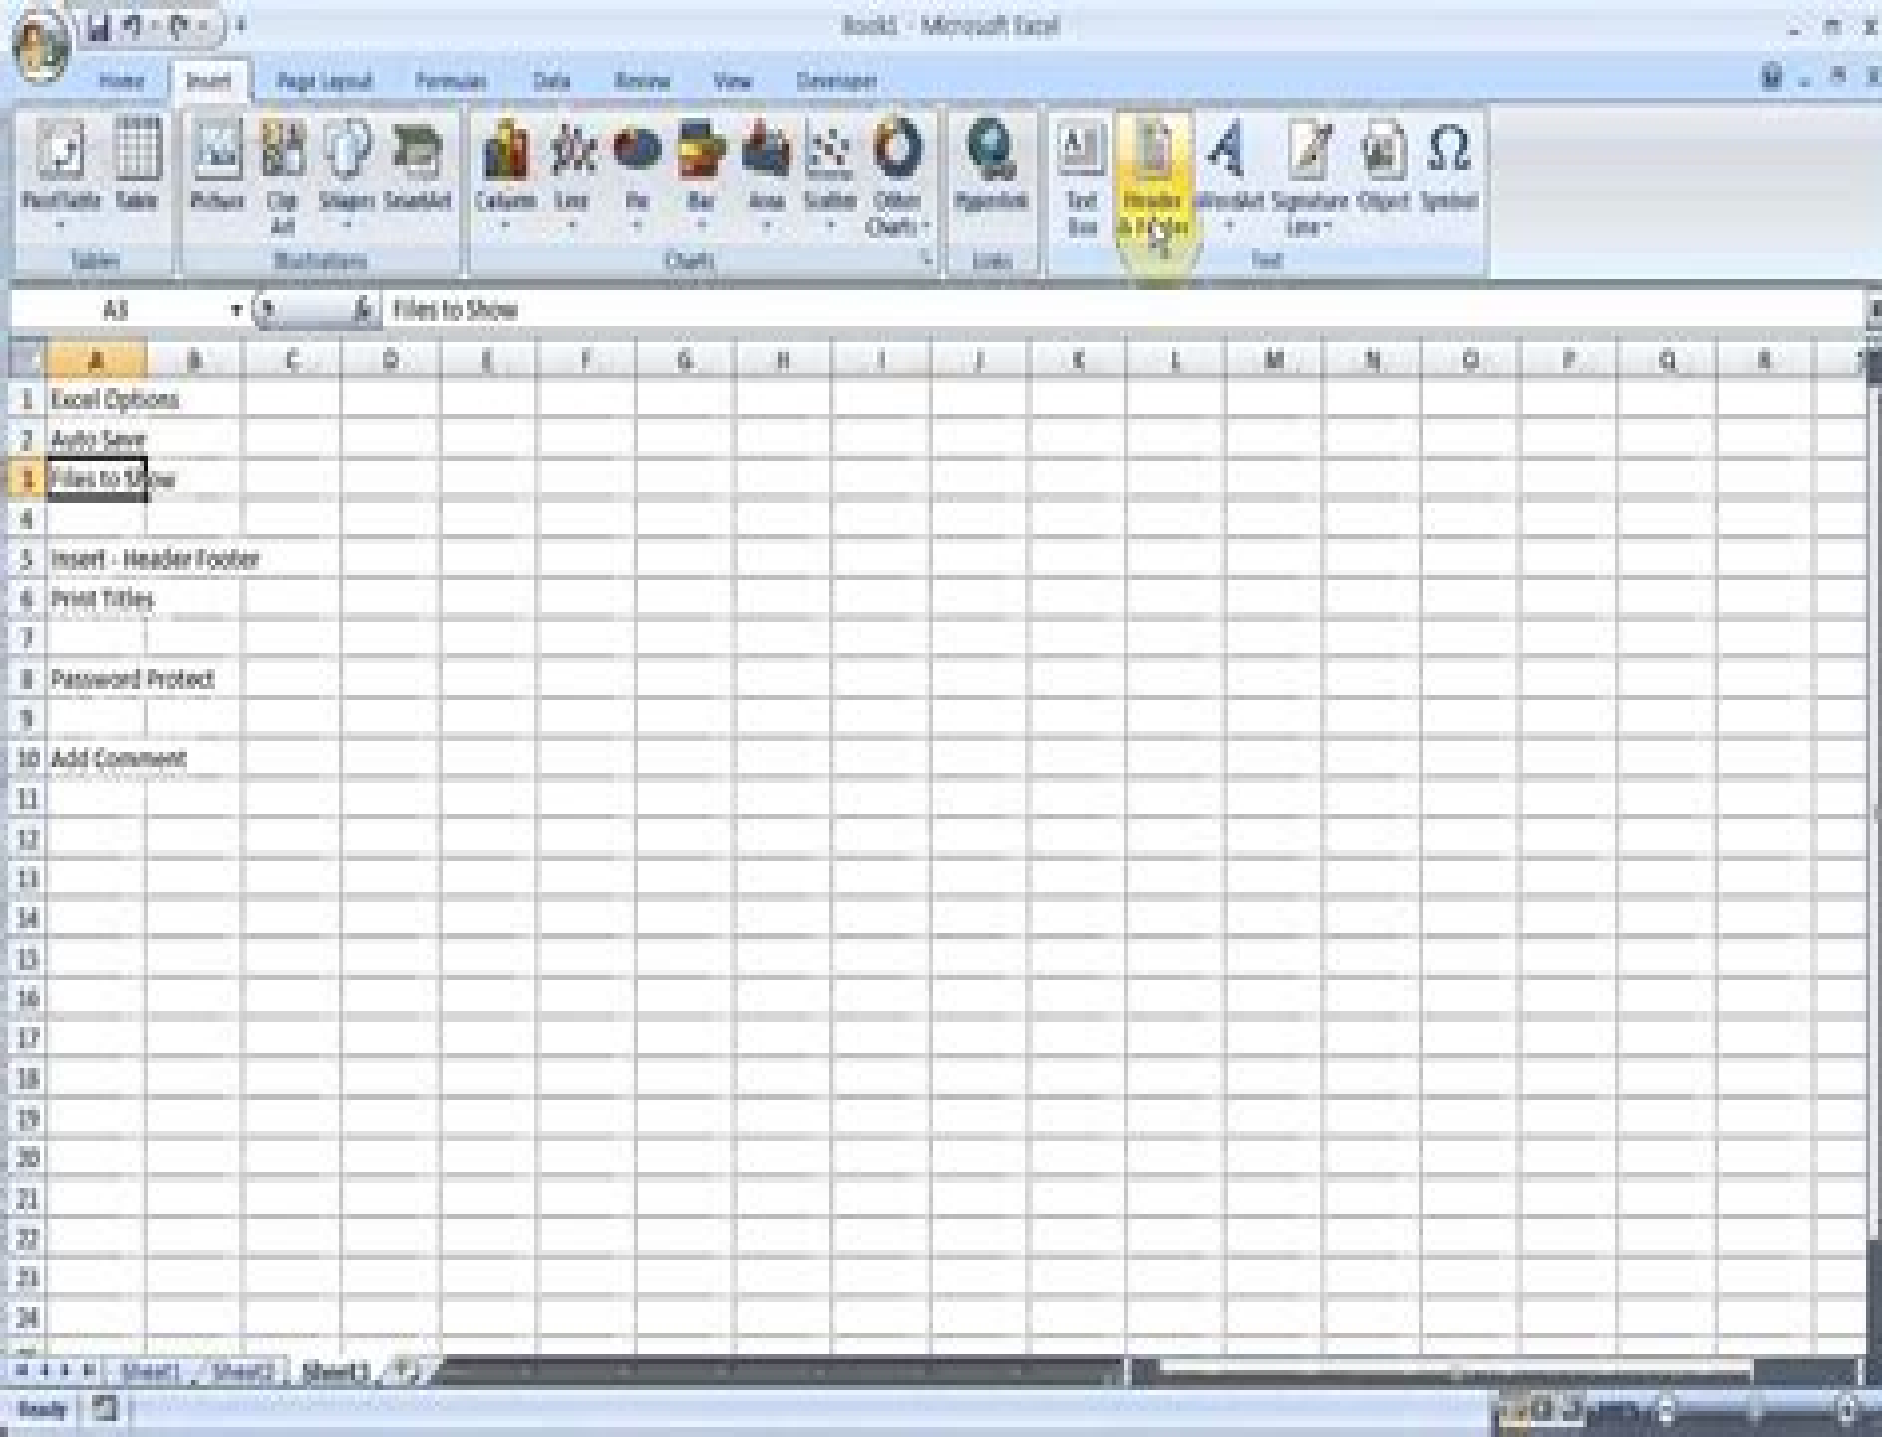 Book1 - Microsoft Excel
Home Insert Page Layout Formulas Data Review View Developer
PivotTable Table Picture Clip Art Shapes SmartArt Column Line Pie Bar Area Scatter Other Charts Hyperlink Text Box Header & Footer WordArt Signature Line Object Symbol
Tables Illustrations Charts Links Text
A3 fx Files to Show
A B C D E F G H I J K L M N O P Q R
1 Excel Options
2 Auto Save
3 Files to Show
4
5 Insert - Header Footer
6 Print Titles
7
8 Password Protect
9
10 Add Comment
11
12
13
14
15
16
17
18
19
20
21
22
23
24
Sheet1 Sheet2 Sheet3
Ready